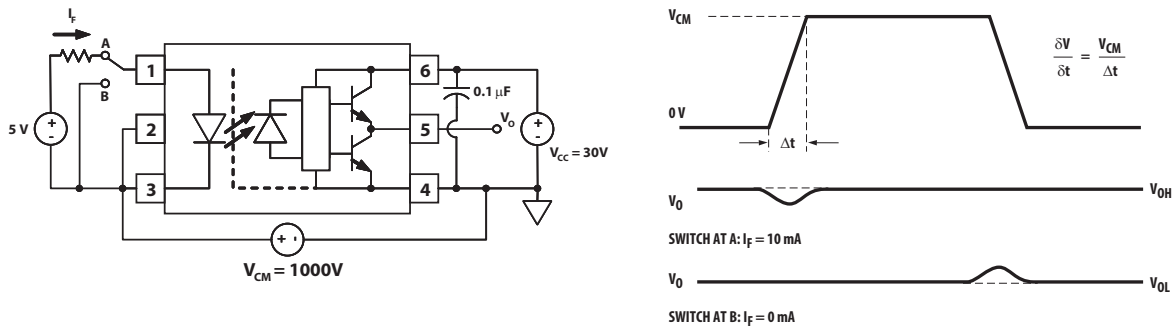 I_F
A
B
1
2
3
6
5
4
5 V
+
-
0.1 µF
V_O
+
-
V_CC = 30V
+ -
V_CM = 1000V
V_CM
0 V
Δt
δV/δt = V_CM/Δt
V_O
V_OH
SWITCH AT A: I_F = 10 mA
V_O
V_OL
SWITCH AT B: I_F = 0 mA